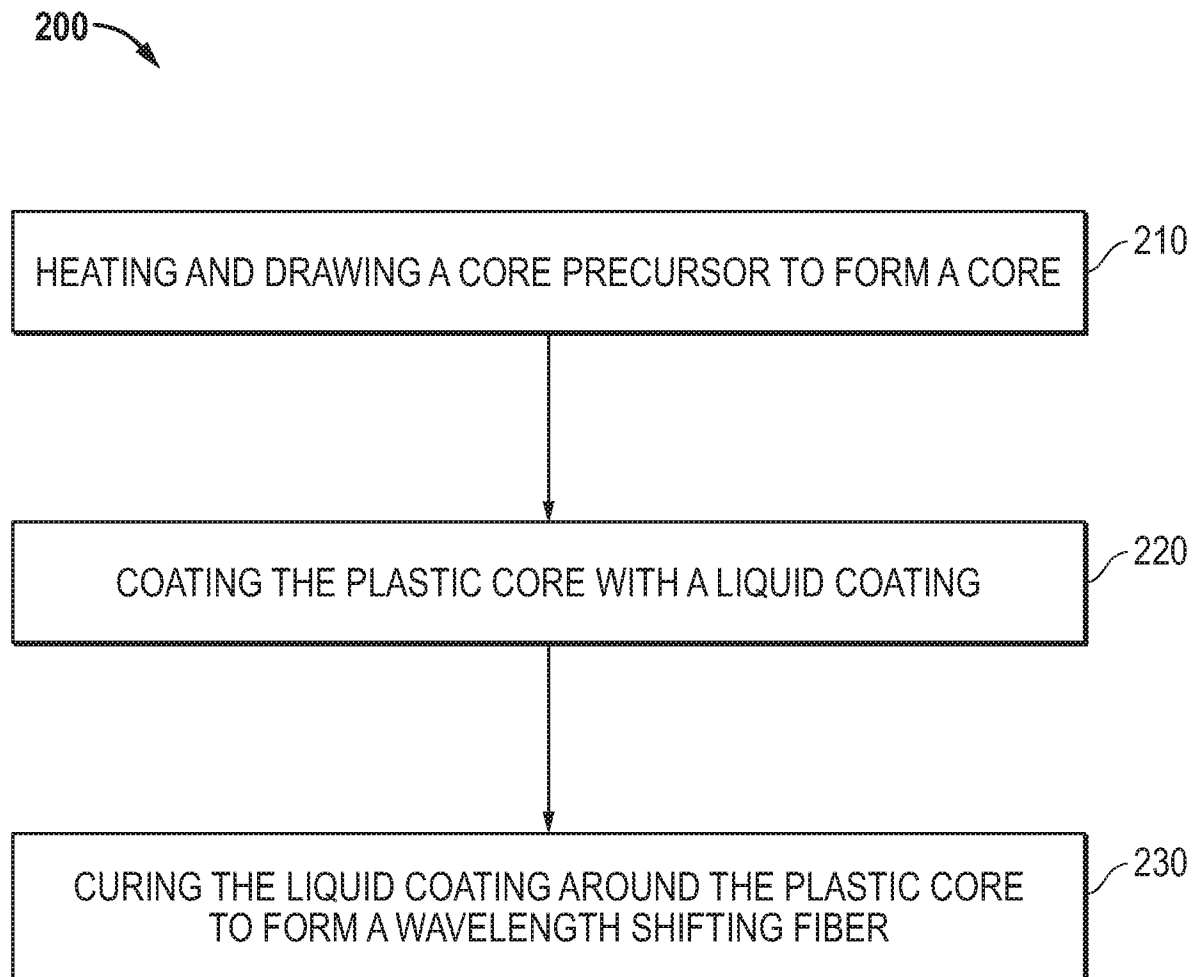 200
HEATING AND DRAWING A CORE PRECURSOR TO FORM A CORE
210
COATING THE PLASTIC CORE WITH A LIQUID COATING
220
CURING THE LIQUID COATING AROUND THE PLASTIC CORE
TO FORM A WAVELENGTH SHIFTING FIBER
230